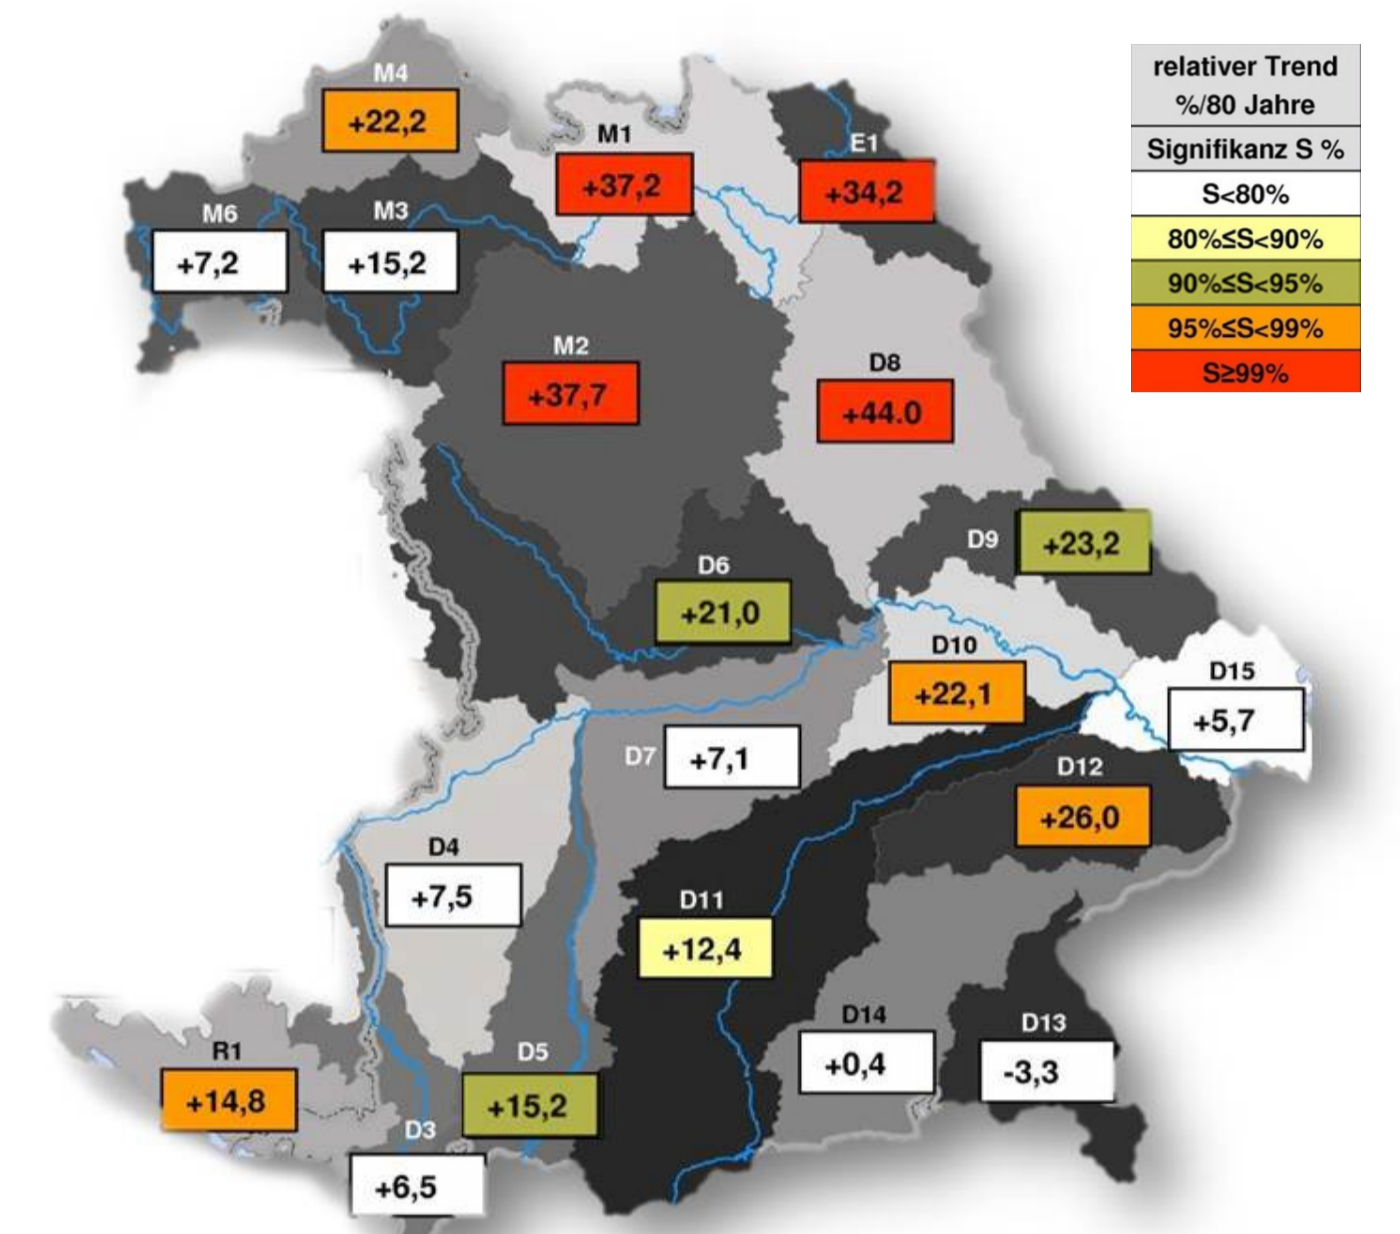 relativer Trend
%/80 Jahre
Signifikanz S %
S<80%
80%≤S<90%
90%≤S<95%
95%≤S<99%
S≥99%
M4
+22,2
M1
+37,2
E1
+34,2
M6
+7,2
M3
+15,2
M2
+37,7
D8
+44.0
D9
+23,2
D6
+21,0
D10
+22,1
D15
+5,7
D7
+7,1
D12
+26,0
D4
+7,5
D11
+12,4
D14
+0,4
D13
-3,3
R1
+14,8
D5
+15,2
D3
+6,5